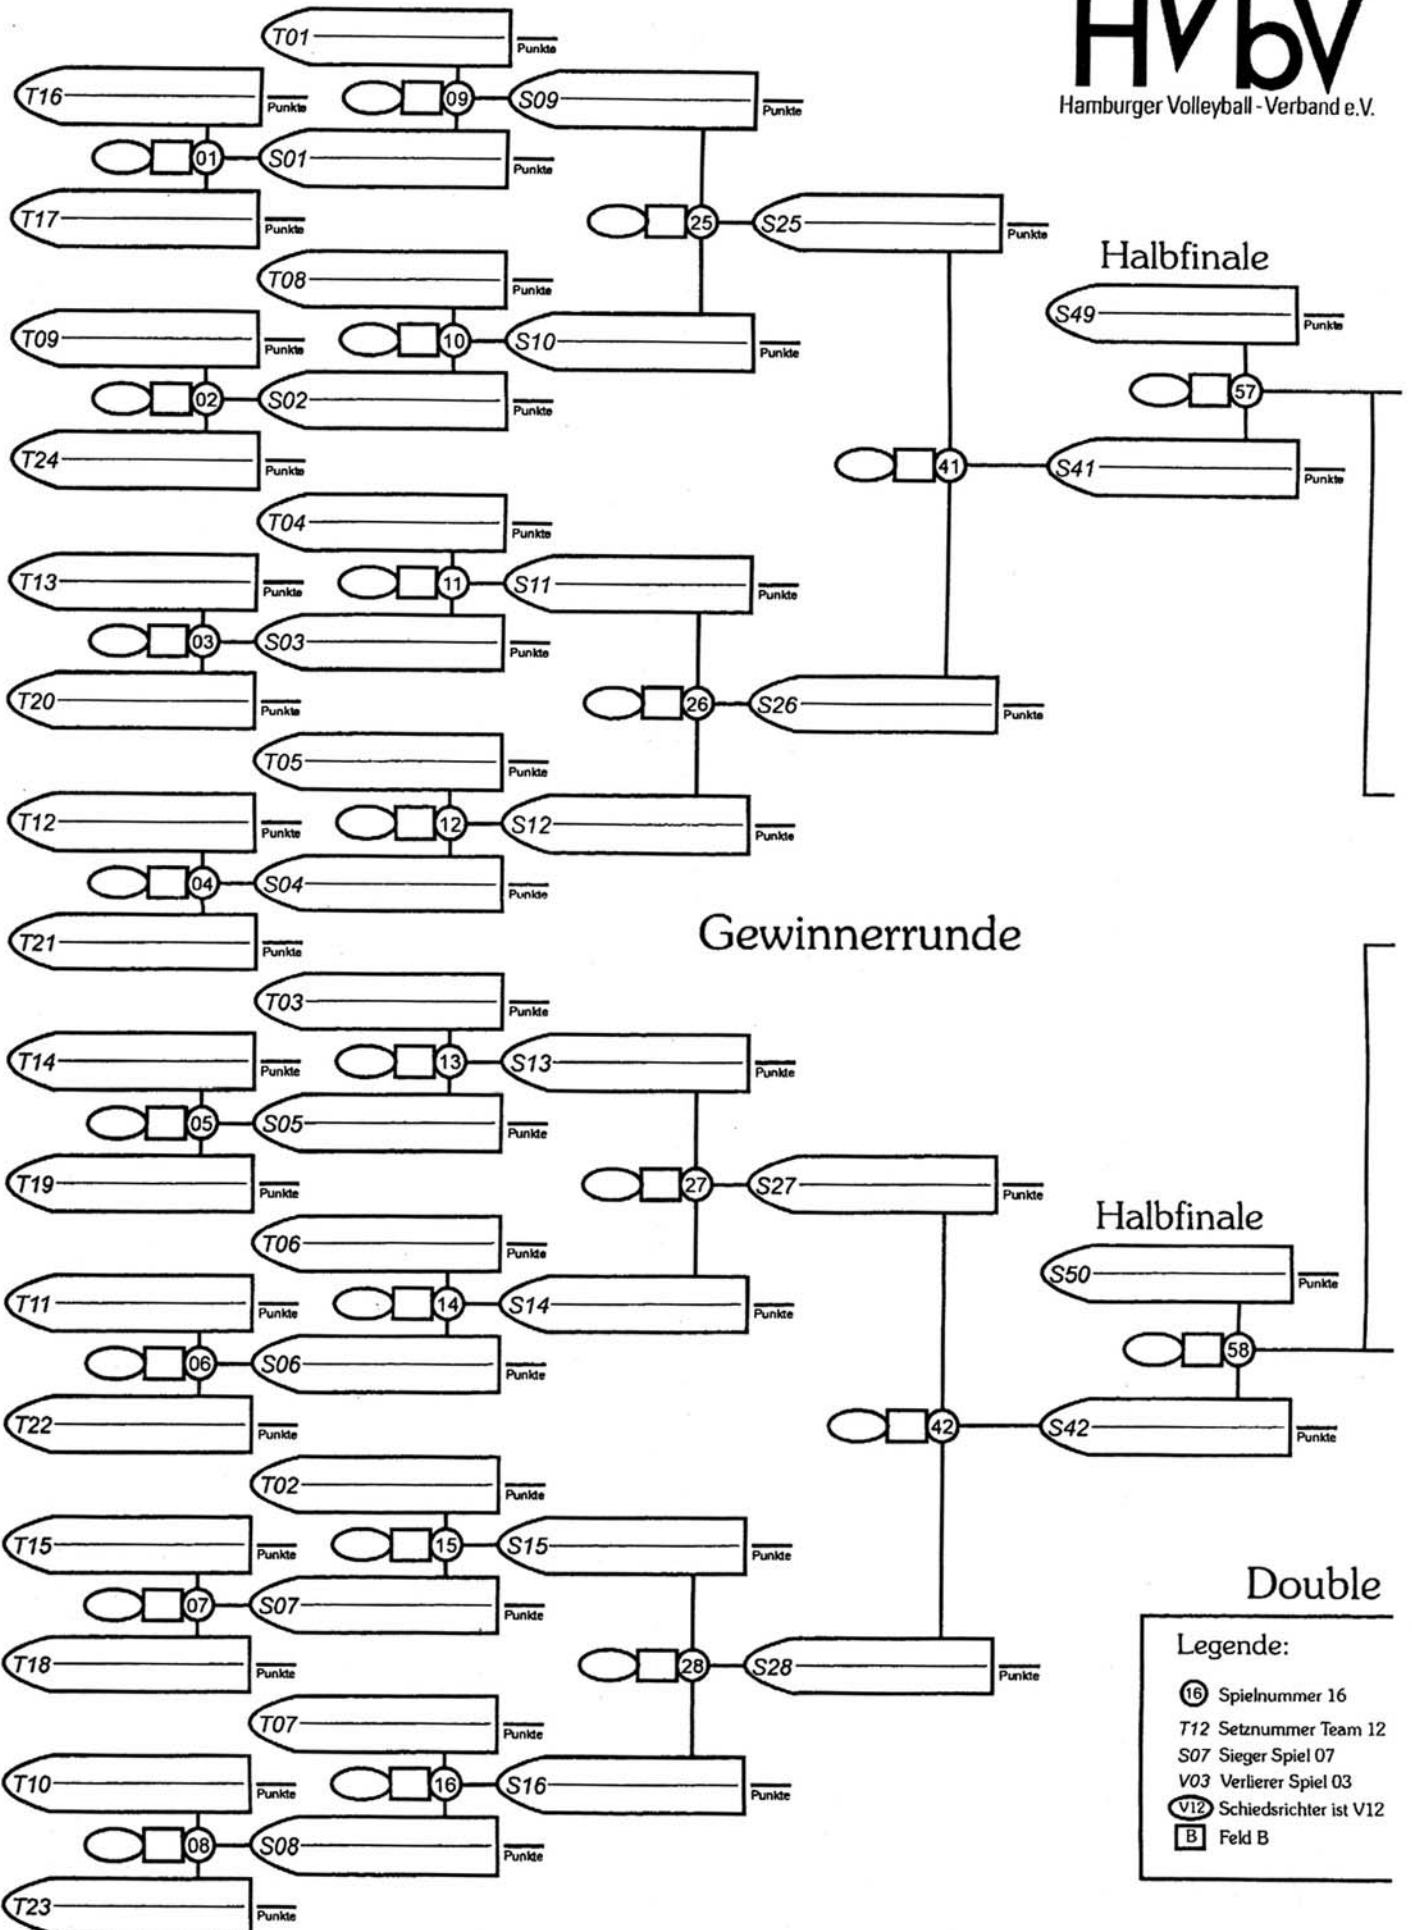 HVbV
Hamburger Volleyball-Verband e.V.
T01
Punkte
T16
Punkte
09
S09
Punkte
01
S01
Punkte
T17
Punkte
25
S25
Punkte
T08
Punkte
T09
Punkte
10
S10
Punkte
02
S02
Punkte
T24
Punkte
Halbfinale
S49
Punkte
57
41
S41
Punkte
T04
Punkte
T13
Punkte
11
S11
Punkte
03
S03
Punkte
T20
Punkte
26
S26
Punkte
T05
Punkte
T12
Punkte
12
S12
Punkte
04
S04
Punkte
T21
Punkte
Gewinnerrunde
T03
Punkte
T14
Punkte
13
S13
Punkte
05
S05
Punkte
T19
Punkte
27
S27
Punkte
T06
Punkte
T11
Punkte
14
S14
Punkte
06
S06
Punkte
T22
Punkte
Halbfinale
S50
Punkte
58
42
S42
Punkte
T02
Punkte
T15
Punkte
15
S15
Punkte
07
S07
Punkte
T18
Punkte
28
S28
Punkte
T07
Punkte
T10
Punkte
16
S16
Punkte
08
S08
Punkte
T23
Punkte
Double
Legende:
16 Spielnummer 16
T12 Setznummer Team 12
S07 Sieger Spiel 07
V03 Verlierer Spiel 03
V12 Schiedsrichter ist V12
B Feld B